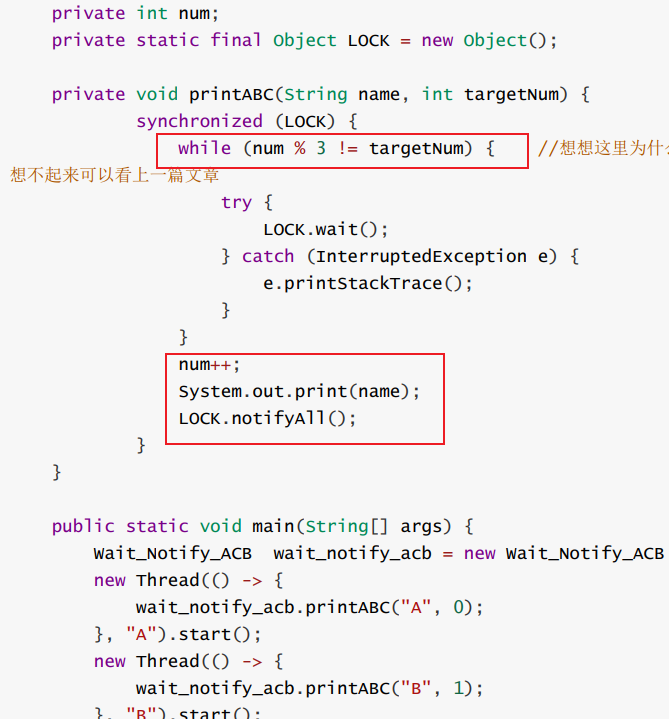 private int num;
private static final Object LOCK = new Object();
private void printABC(String name, int targetNum) {
synchronized (LOCK) {
while (num % 3 != targetNum) { //想想这里为什
想不起来可以看上一篇文章
try {
LOCK.wait();
} catch (InterruptedException e) {
e.printStackTrace();
}
}
num++;
System.out.print(name);
LOCK.notifyAll();
}
}
public static void main(String[] args) {
Wait_Notify_ACB wait_notify_acb = new Wait_Notify_ACB
new Thread(() -> {
wait_notify_acb.printABC("A", 0);
}, "A").start();
new Thread(() -> {
wait_notify_acb.printABC("B", 1);
}, "B").start();